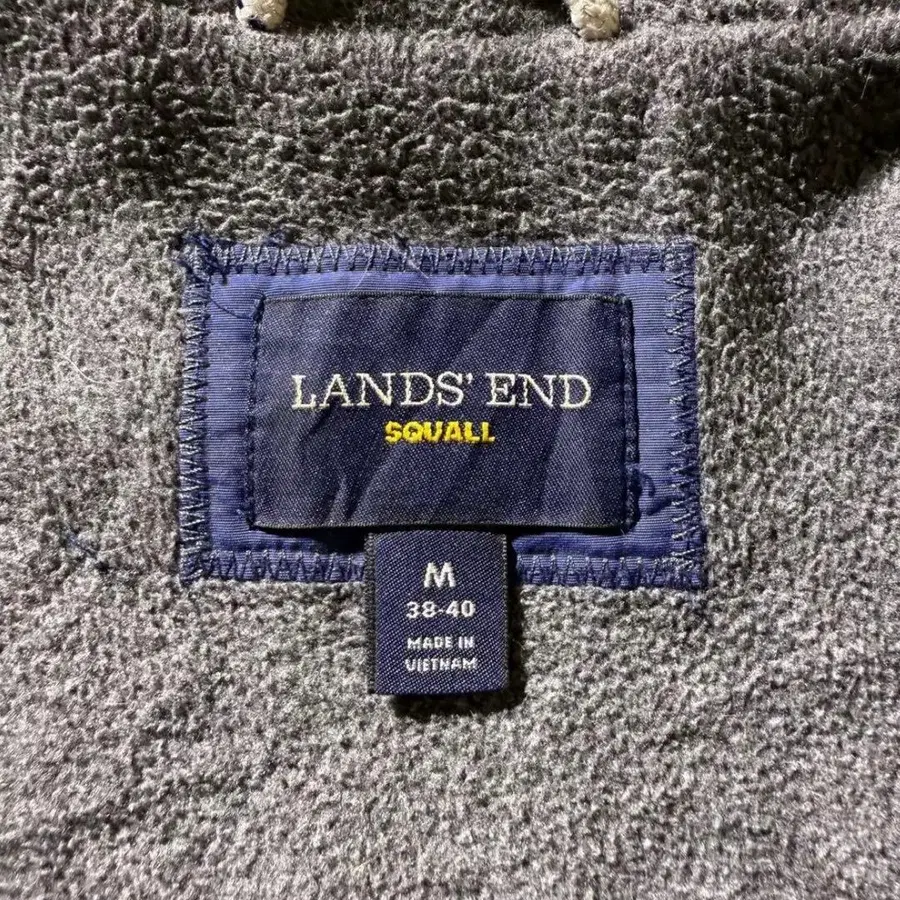 LANDS' END
SQUALL
M
38-40
MADE IN
VIETNAM